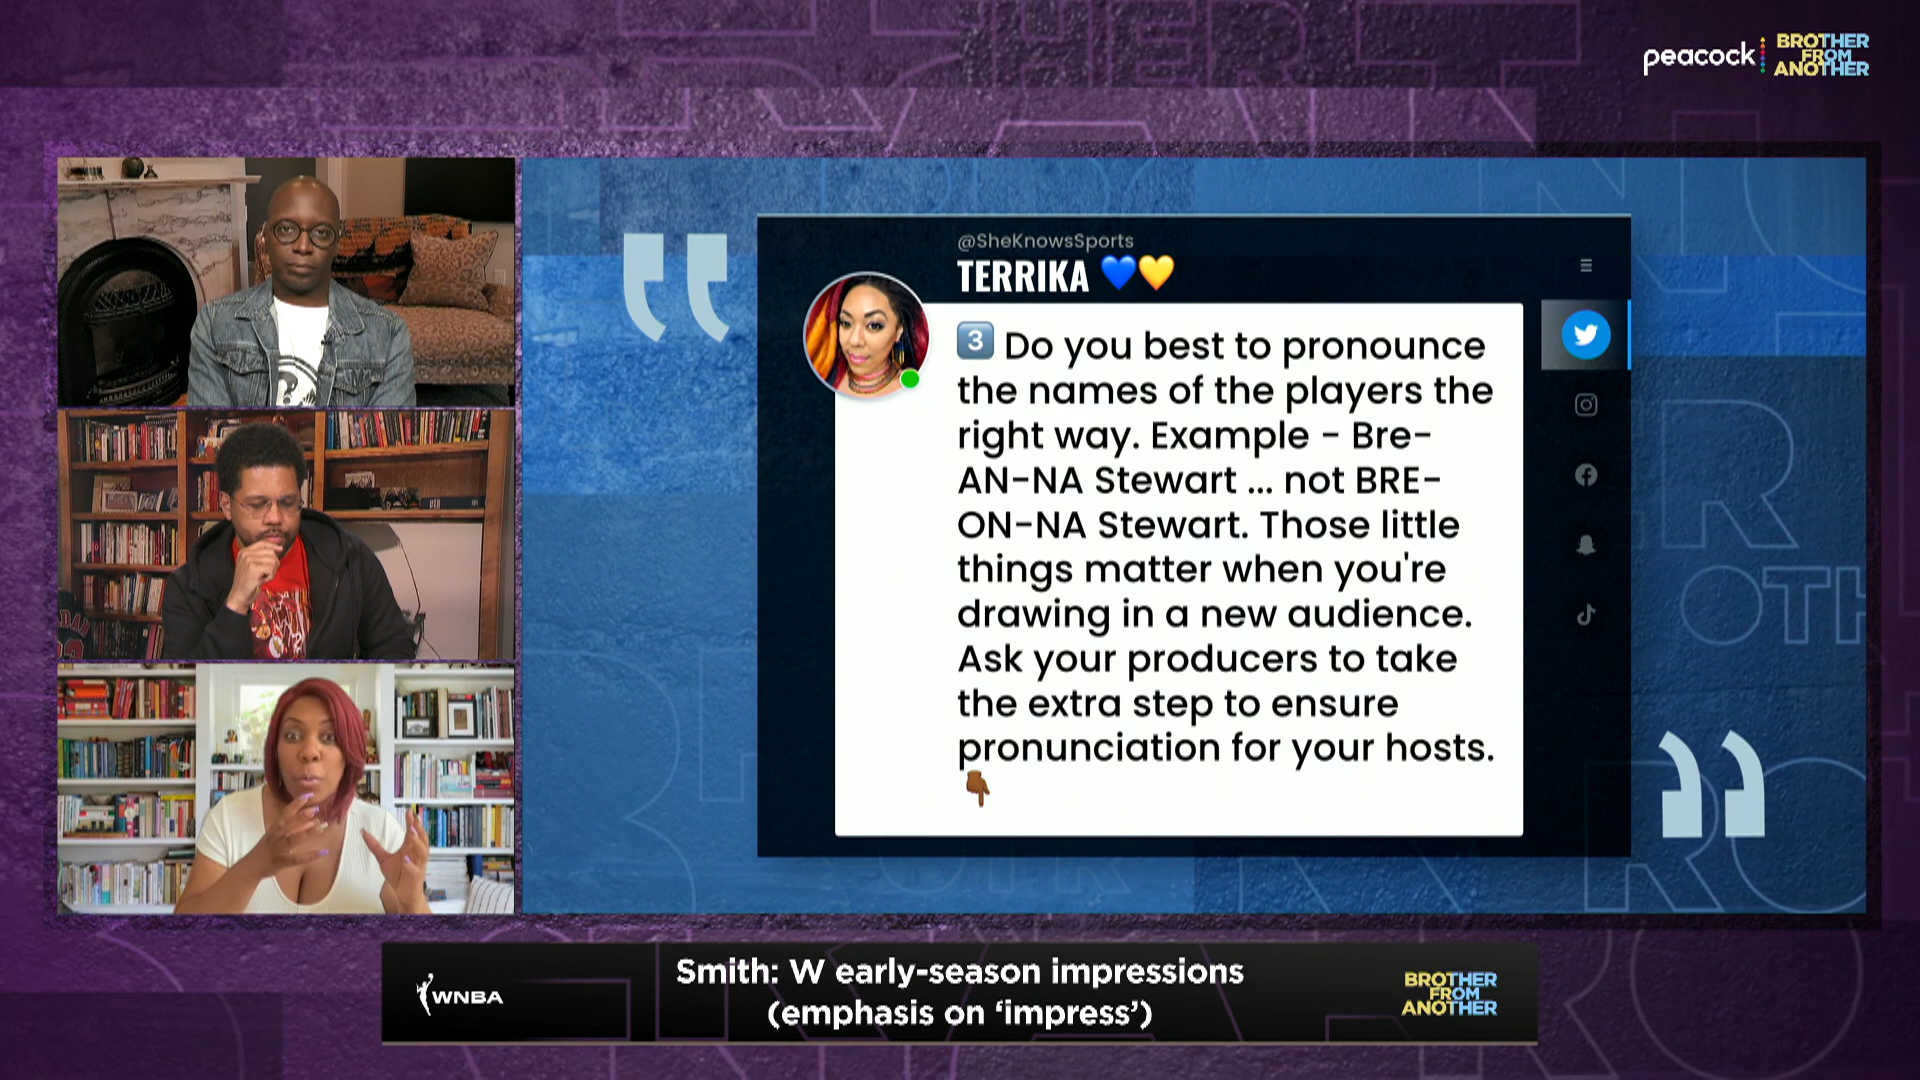 peacock
BROTHER
FROM
ANOTHER
@SheKnowsSports
TERRIKA 💙💛
3️⃣ Do you best to pronounce
the names of the players the
right way. Example - Bre-
AN-NA Stewart ... not BRE-
ON-NA Stewart. Those little
things matter when you're
drawing in a new audience.
Ask your producers to take
the extra step to ensure
pronunciation for your hosts.
👇🏾
WNBA
Smith: W early-season impressions
(emphasis on ‘impress’)
BROTHER
FROM
ANOTHER